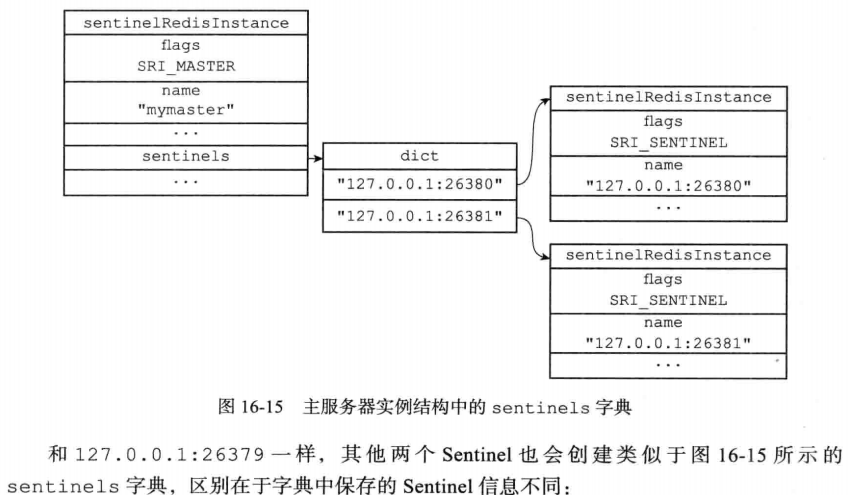 sentinelRedisInstance
flags
SRI_MASTER
name
"mymaster"
...
sentinels
...
dict
"127.0.0.1:26380"
"127.0.0.1:26381"
sentinelRedisInstance
flags
SRI_SENTINEL
name
"127.0.0.1:26380"
...
sentinelRedisInstance
flags
SRI_SENTINEL
name
"127.0.0.1:26381"
...
图 16-15 主服务器实例结构中的 sentinels 字典
和 127.0.0.1:26379 一样，其他两个 Sentinel 也会创建类似于图 16-15 所示的
sentinels 字典，区别在于字典中保存的 Sentinel 信息不同：